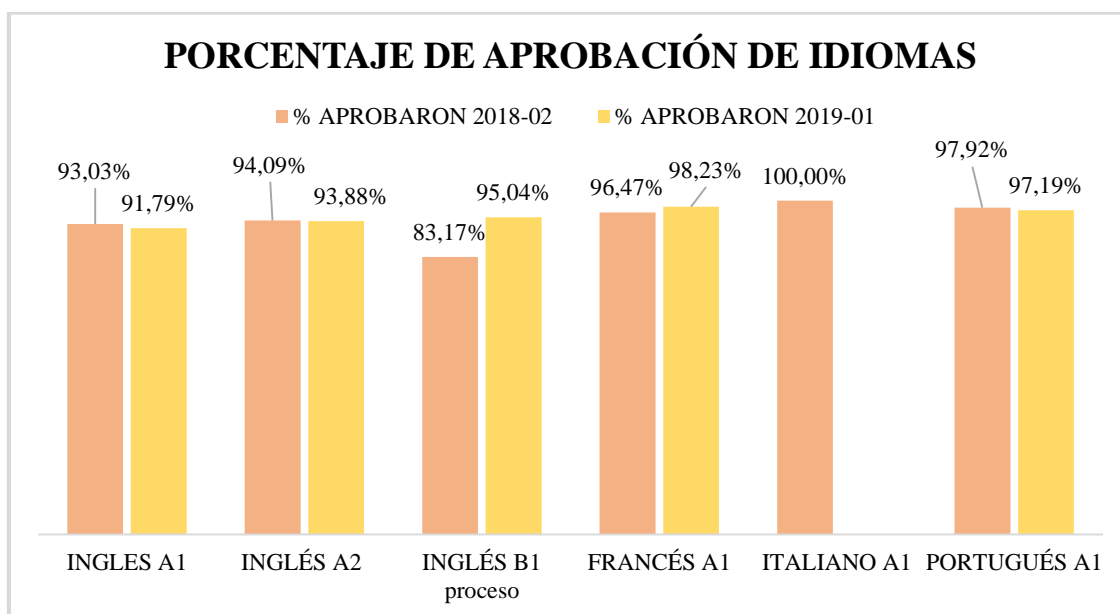 PORCENTAJE DE APROBACIÓN DE IDIOMAS
% APROBARON 2018-02 % APROBARON 2019-01
93,03% 91,79% 94,09% 93,88% 83,17% 95,04% 96,47% 98,23% 100,00% 97,92% 97,19%
INGLES A1 INGLÉS A2 INGLÉS B1 FRANCÉS A1 ITALIANO A1 PORTUGUÉS A1
proceso